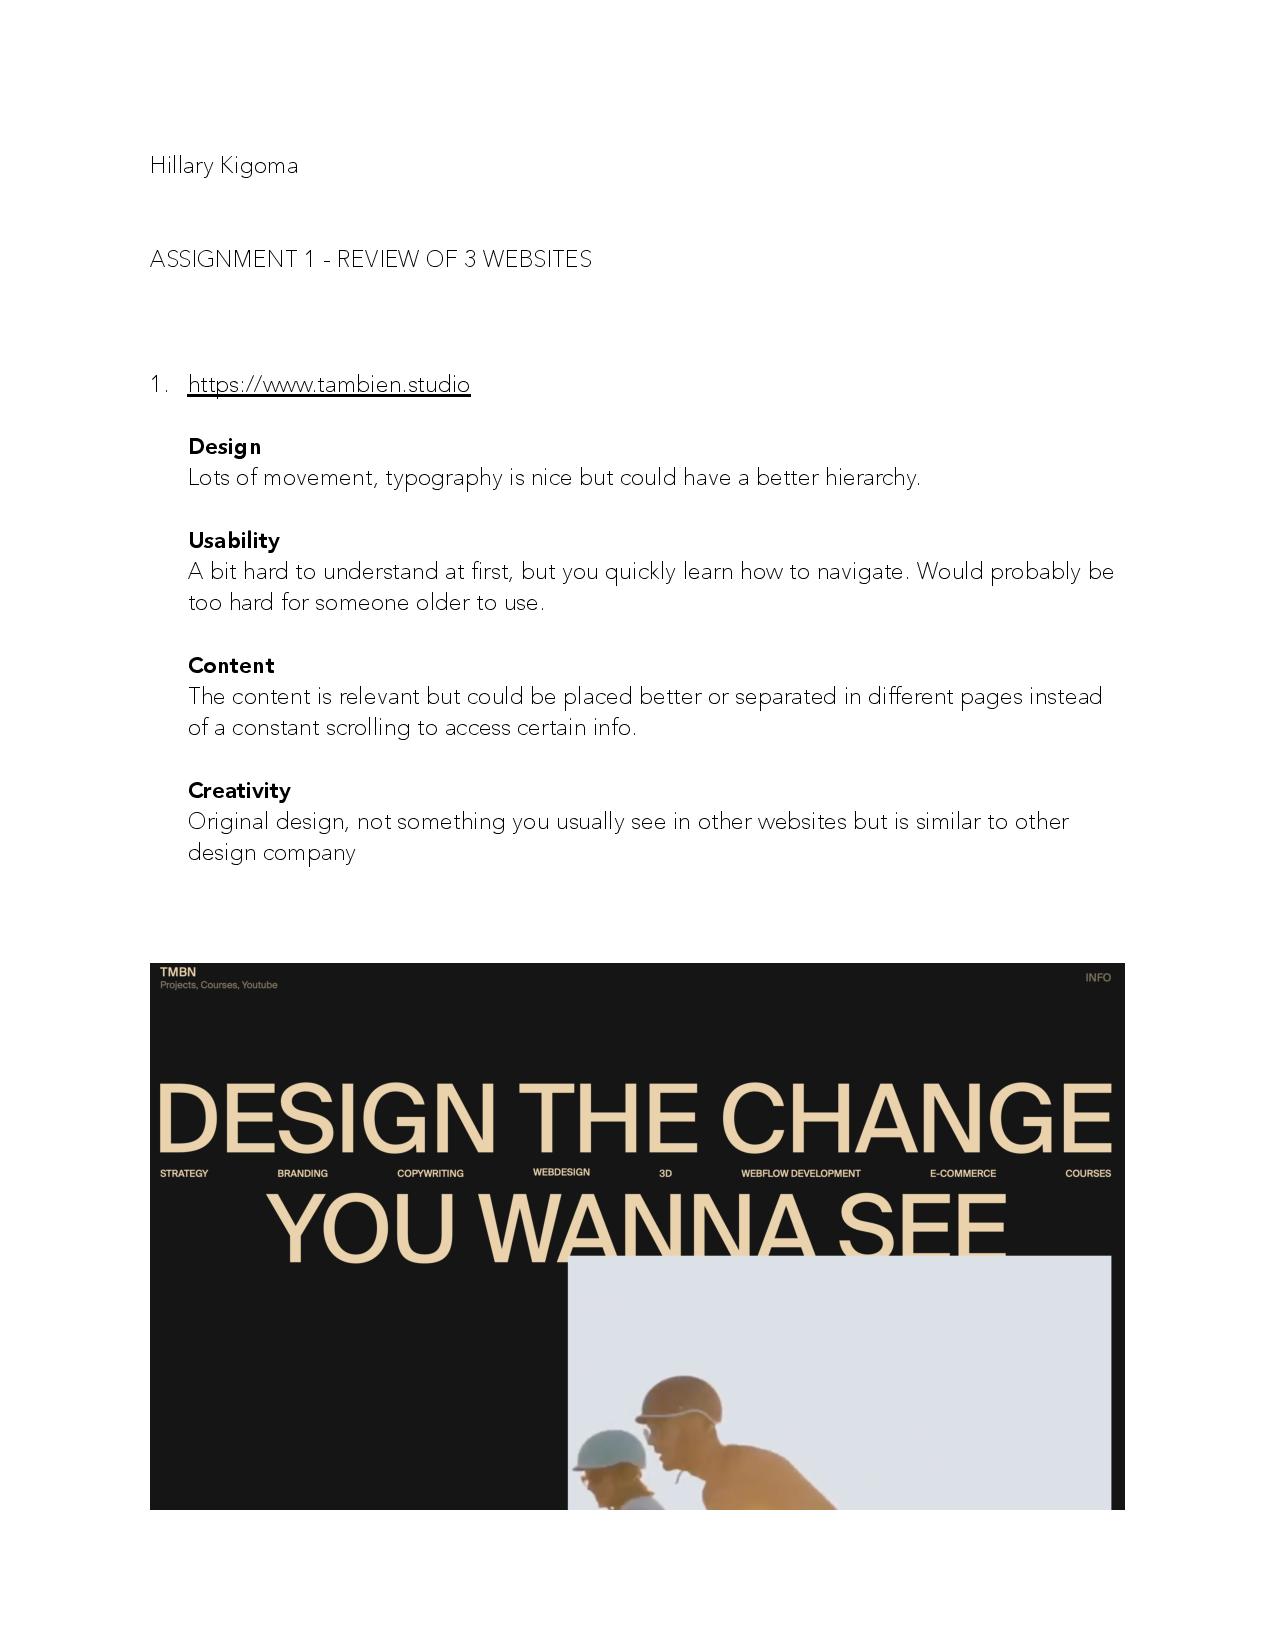 Hillary Kigoma
ASSIGNMENT 1 - REVIEW OF 3 WEBSITES
1. https://www.tambien.studio
Design
Lots of movement, typography is nice but could have a better hierarchy.
Usability
A bit hard to understand at first, but you quickly learn how to navigate. Would probably be
too hard for someone older to use.
Content
The content is relevant but could be placed better or separated in different pages instead
of a constant scrolling to access certain info.
Creativity
Original design, not something you usually see in other websites but is similar to other
design company
TMBN
Projects, Courses, Youtube
INFO
DESIGN THE CHANGE
STRATEGY BRANDING COPYWRITING WEBDESIGN 3D WEBFLOW DEVELOPMENT E-COMMERCE COURSES
YOU WANNA SEE